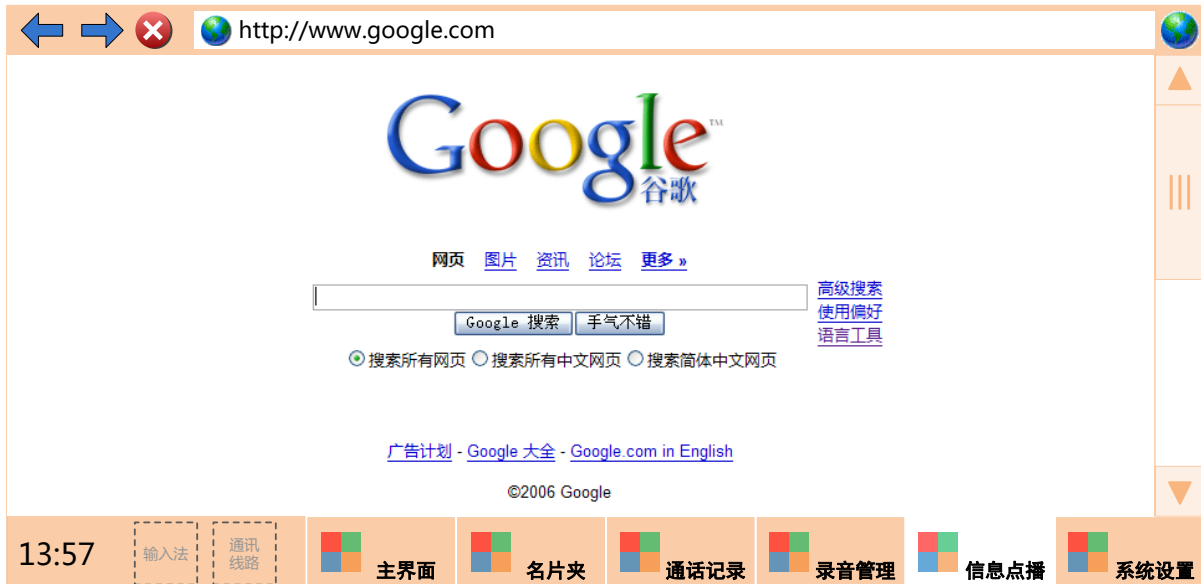 http://www.google.com
Google™
谷歌
网页 图片 资讯 论坛 更多 »
高级搜索
使用偏好
语言工具
Google 搜索 手气不错
搜索所有网页 搜索所有中文网页 搜索简体中文网页
广告计划 - Google 大全 - Google.com in English
©2006 Google
13:57 输入法 通讯线路 主界面 名片夹 通话记录 录音管理 信息点播 系统设置